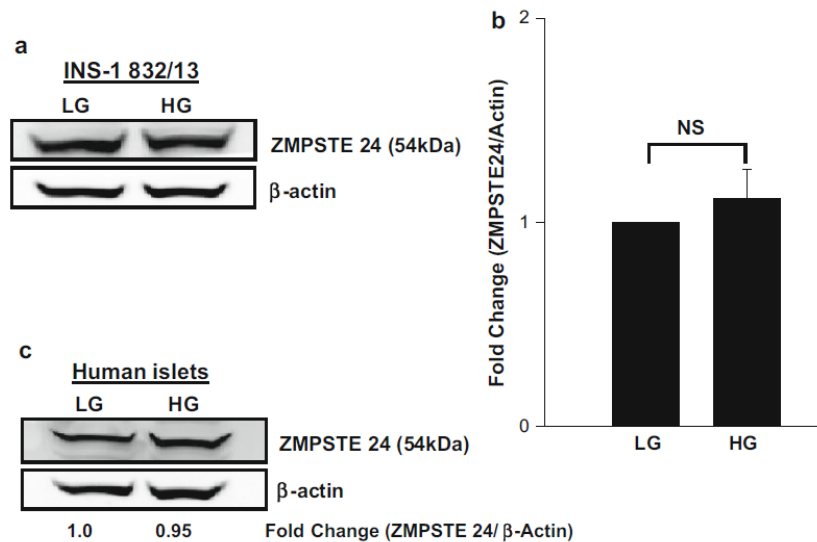 a
INS-1 832/13
LG HG
ZMPSTE 24 (54kDa)
β-actin
b
2
1
0
Fold Change (ZMPSTE24/Actin)
NS
LG HG
c
Human islets
LG HG
ZMPSTE 24 (54kDa)
β-actin
1.0 0.95 Fold Change (ZMPSTE 24/ β-Actin)